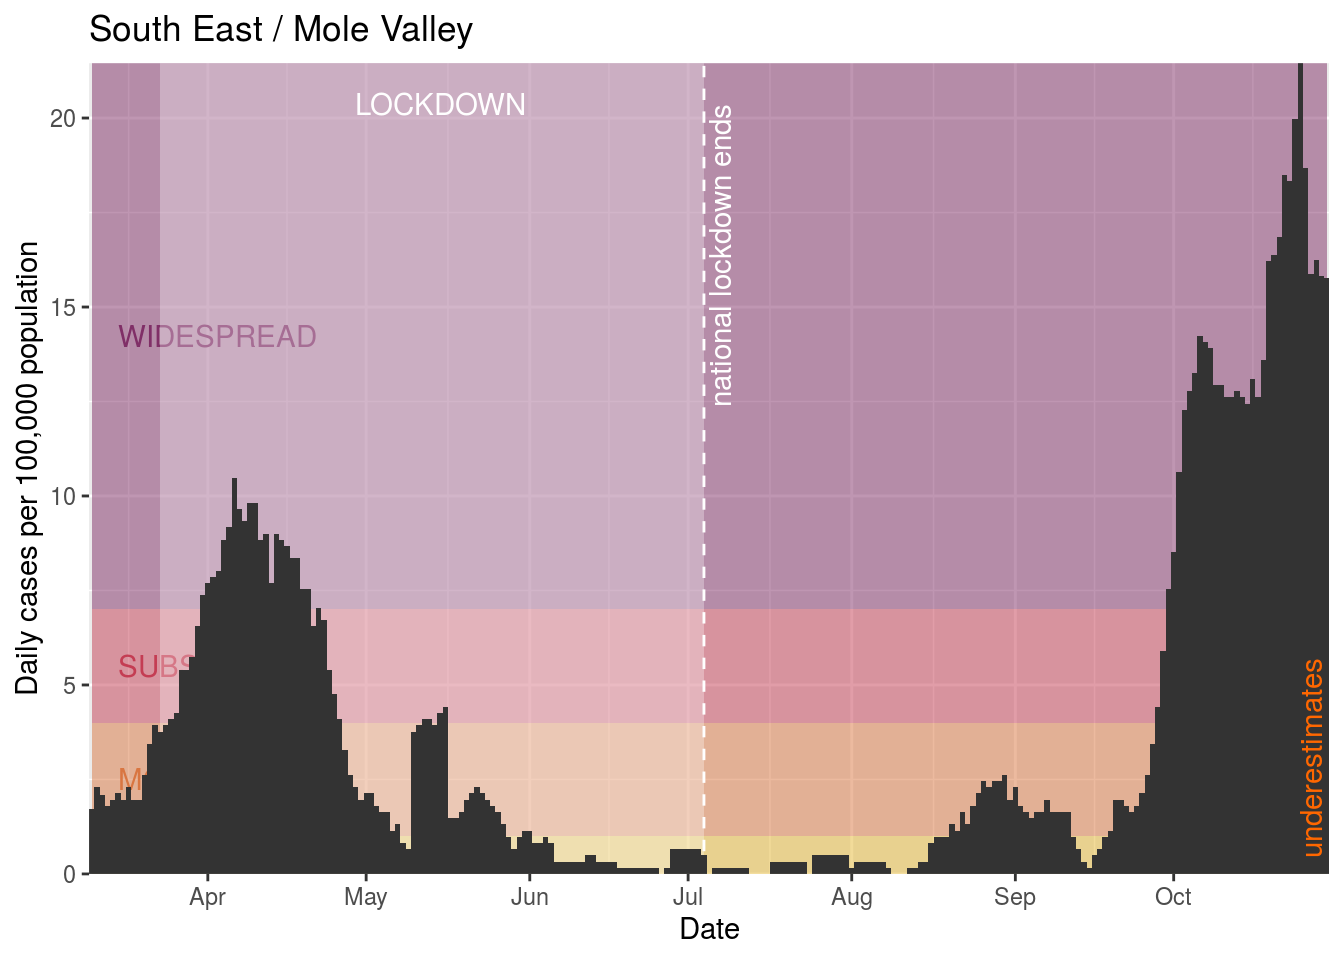 South East / Mole Valley
LOCKDOWN
national lockdown ends
WIDESPREAD
SUBS
M
underestimates
Daily cases per 100,000 population
20
15
10
5
0
Apr
May
Jun
Jul
Aug
Sep
Oct
Date